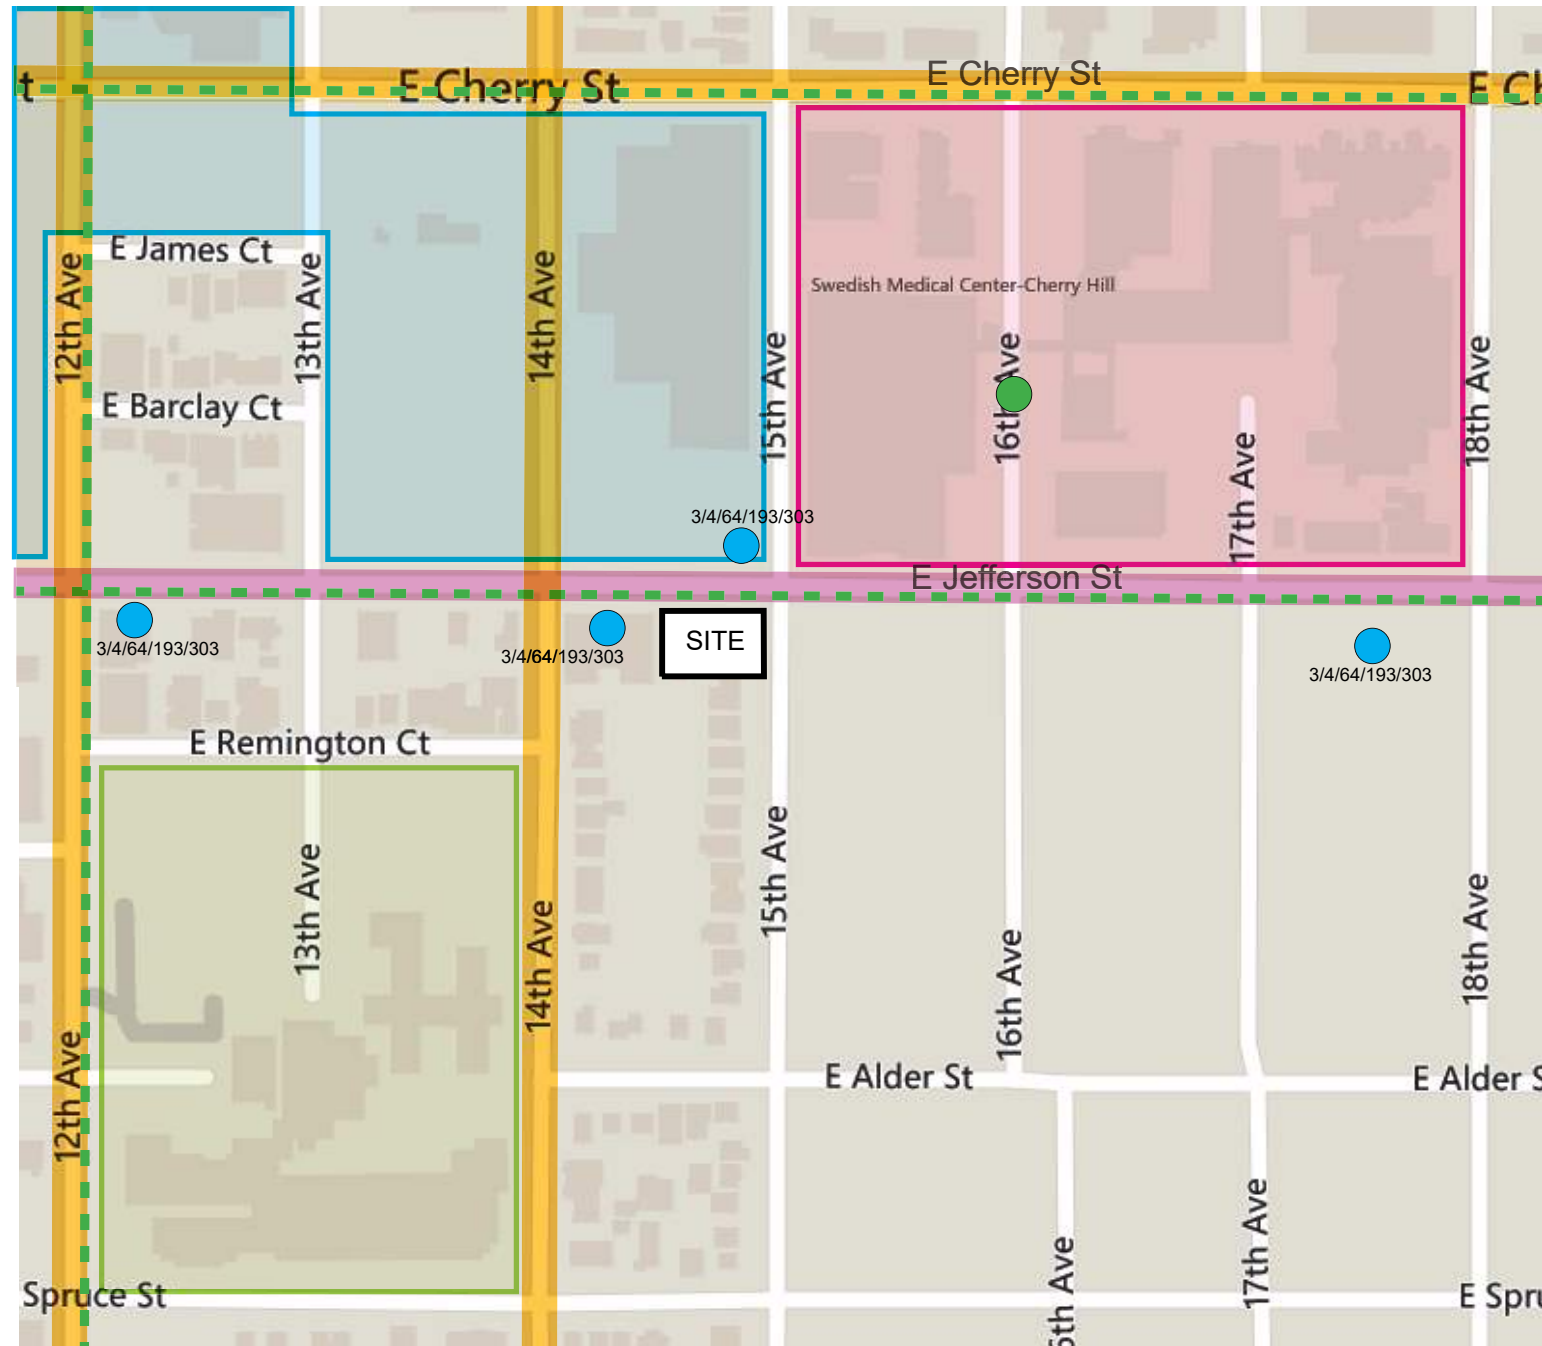 t
E Cherry St
E Cherry St
E Ch
E James Ct
12th Ave
13th Ave
14th Ave
Swedish Medical Center-Cherry Hill
15th Ave
16th Ave
18th Ave
E Barclay Ct
17th Ave
3/4/64/193/303
E Jefferson St
3/4/64/193/303
3/4/64/193/303
SITE
3/4/64/193/303
E Remington Ct
13th Ave
14th Ave
15th Ave
16th Ave
18th Ave
12th Ave
E Alder St
E Alder S
Spruce St
5th Ave
17th Ave
E Spru